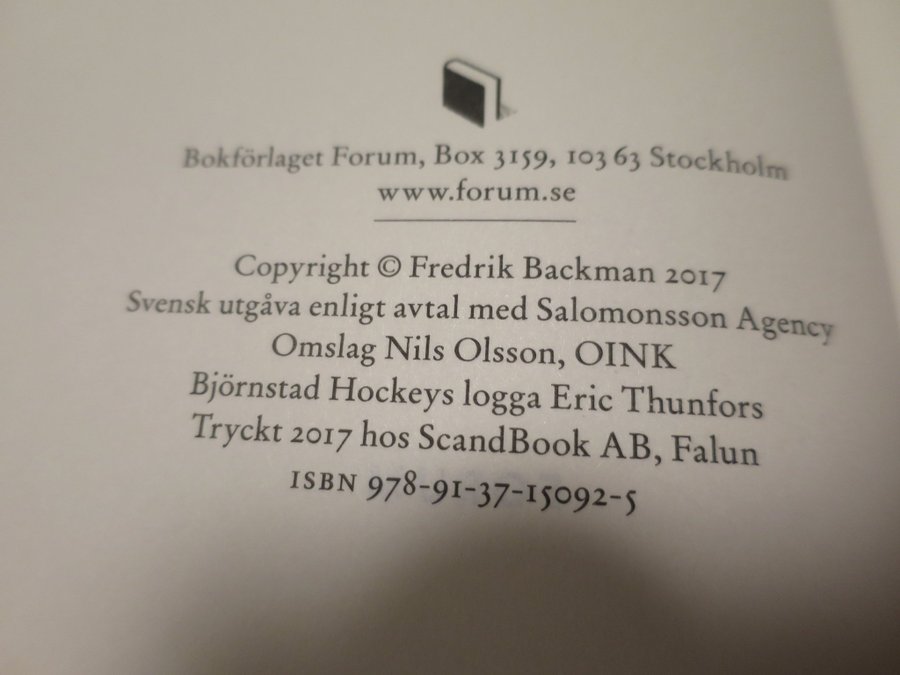 Bokförlaget Forum, Box 3159, 103 63 Stockholm
www.forum.se
Copyright © Fredrik Backman 2017
Svensk utgåva enligt avtal med Salomonsson Agency
Omslag Nils Olsson, OINK
Björnstad Hockeys logga Eric Thunfors
Tryckt 2017 hos ScandBook AB, Falun
ISBN 978-91-37-15092-5